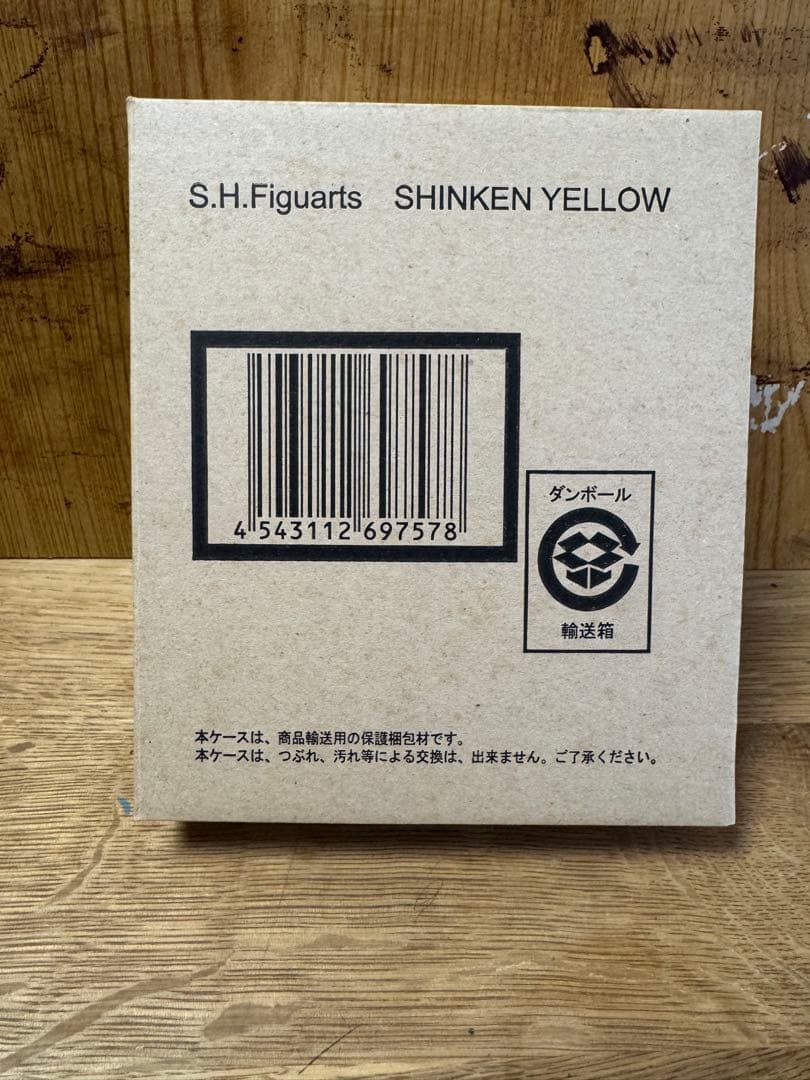 S.H.Figuarts SHINKEN YELLOW
4 543112 697578
ダンボール
輸送箱
本ケースは、商品輸送用の保護梱包材です。
本ケースは、つぶれ、汚れ等による交換は、出来ません。ご了承ください。